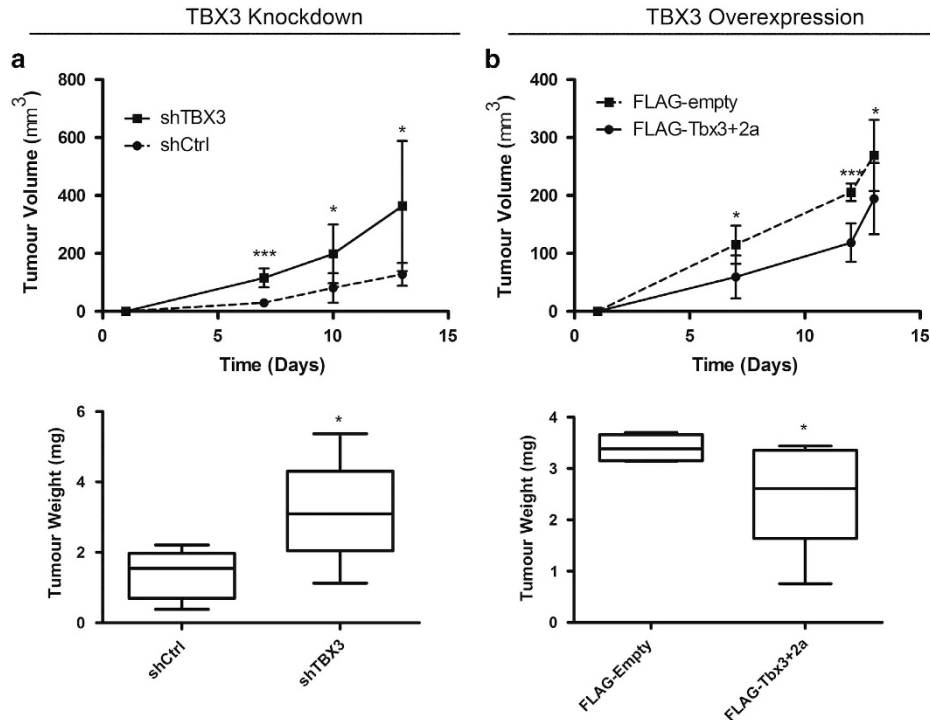 TBX3 Knockdown
TBX3 Overexpression
a
800
600
400
200
0
Tumour Volume (mm³)
shTBX3
shCtrl
***
*
*
0
5
10
15
Time (Days)
b
400
300
200
100
0
Tumour Volume (mm³)
FLAG-empty
FLAG-Tbx3+2a
*
***
*
0
5
10
15
Time (Days)
6
4
2
0
Tumour Weight (mg)
*
shCtrl
shTBX3
4
3
2
1
0
Tumour Weight (mg)
*
FLAG-Empty
FLAG-Tbx3+2a